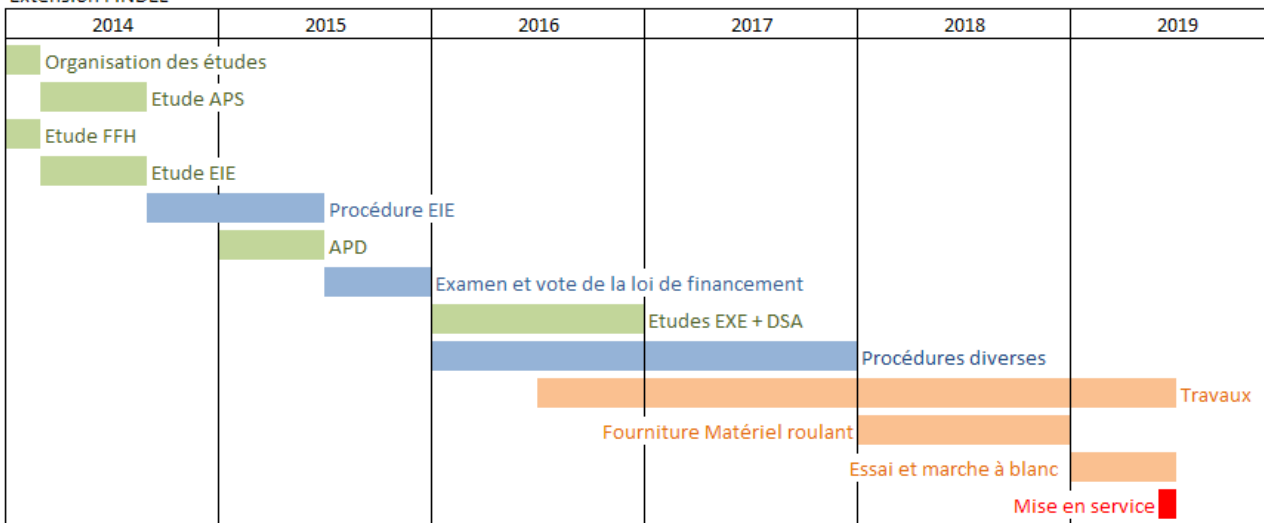 2014 2015 2016 2017 2018 2019
Organisation des études
Etude APS
Etude FFH
Etude EIE
Procédure EIE
APD
Examen et vote de la loi de financement
Etudes EXE + DSA
Procédures diverses
Travaux
Fourniture Matériel roulant
Essai et marche à blanc
Mise en service